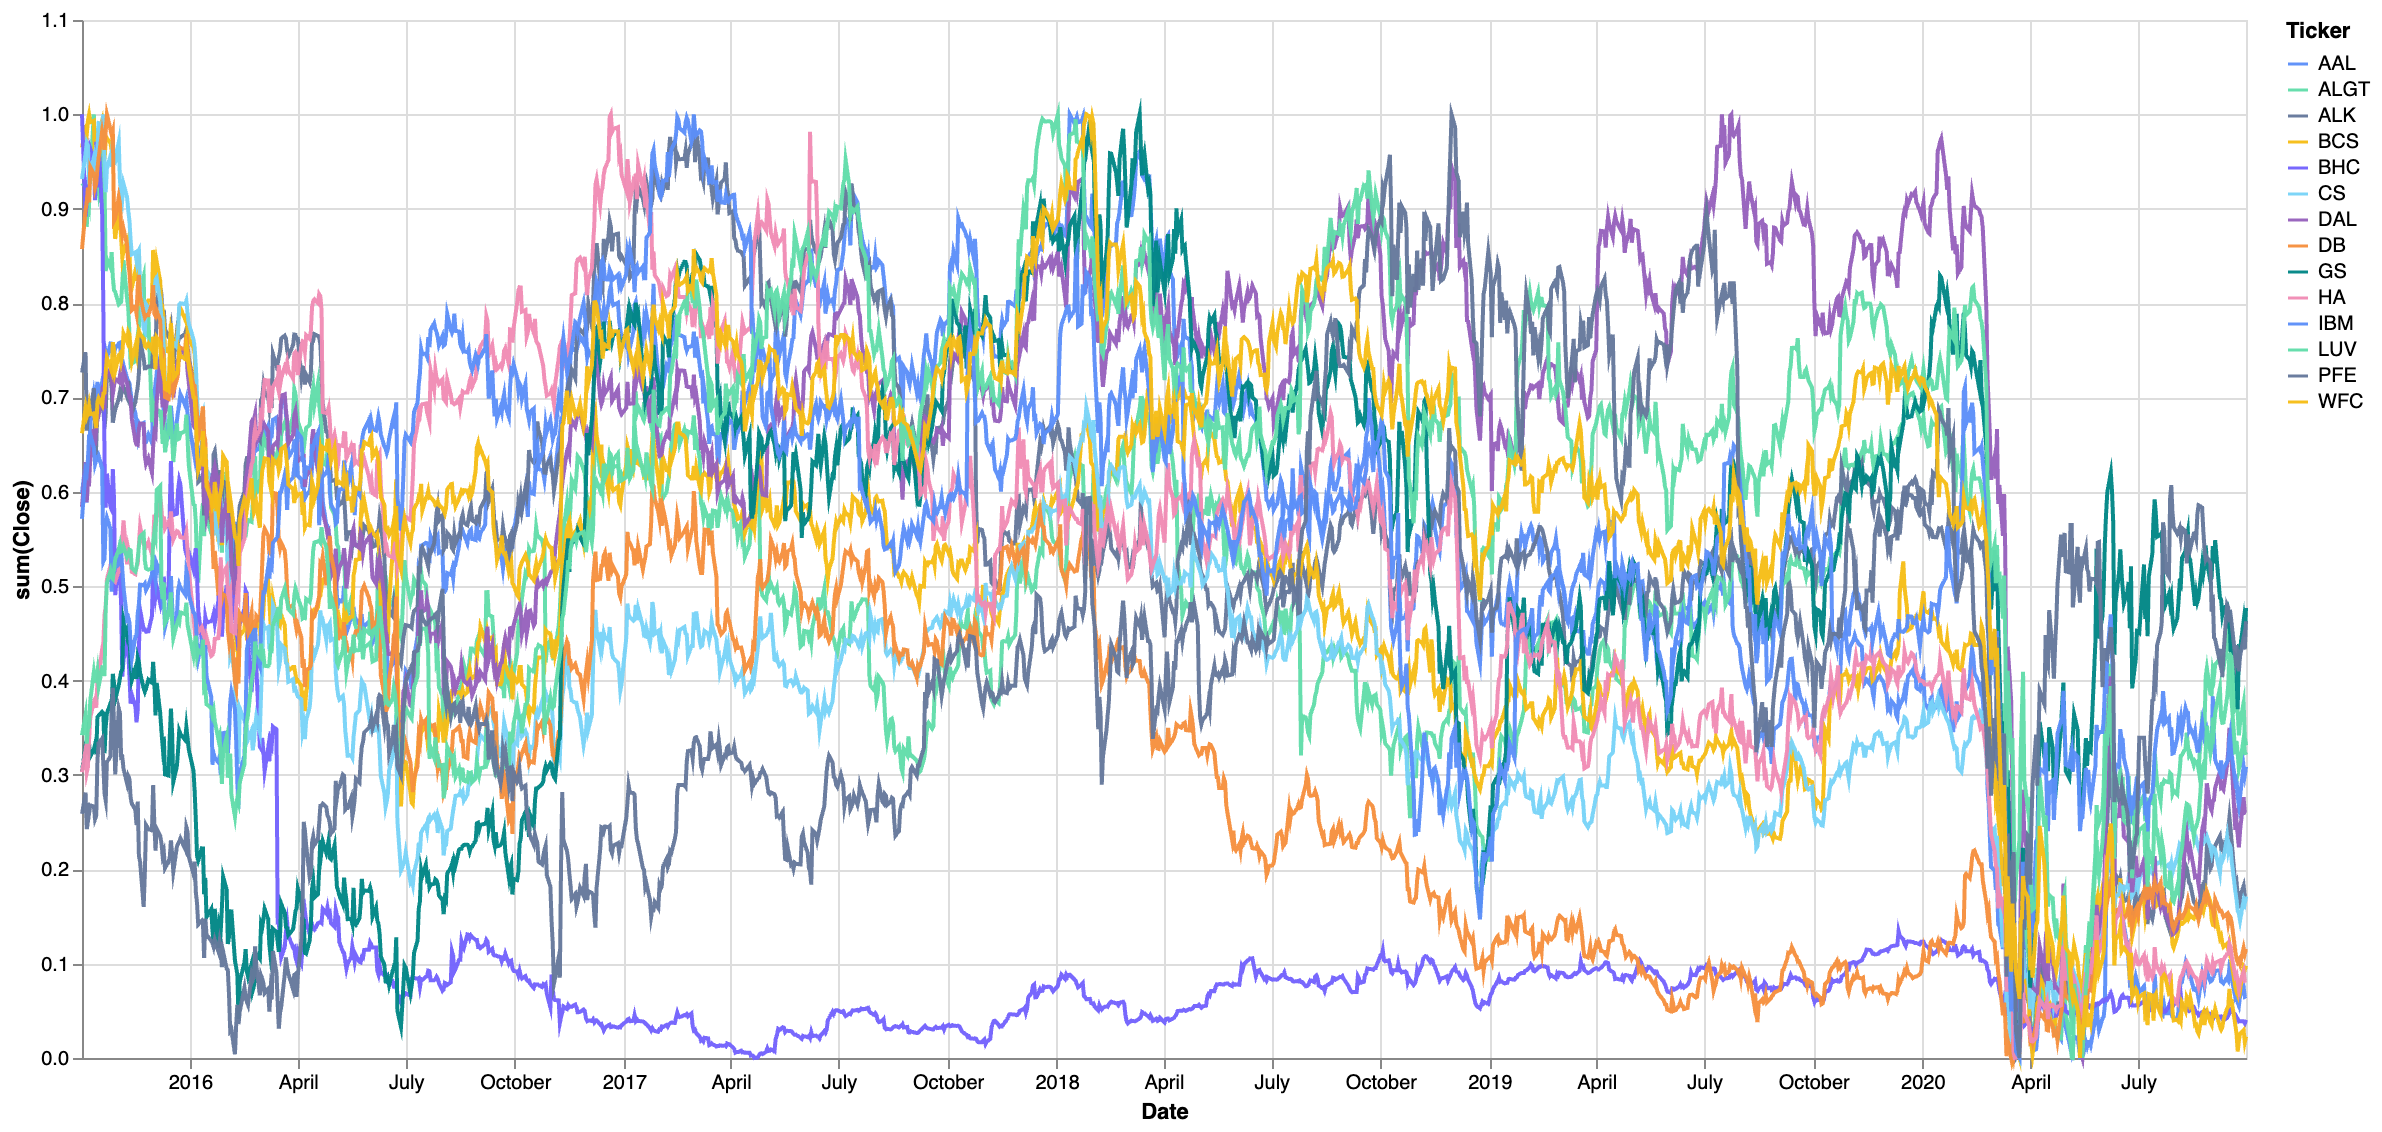 Ticker
AAL
ALGT
ALK
BCS
BHC
CS
DAL
DB
GS
HA
IBM
LUV
PFE
WFC
sum(Close)
1.1
1.0
0.9
0.8
0.7
0.6
0.5
0.4
0.3
0.2
0.1
0.0
2016 April July October 2017 April July October 2018 April July October 2019 April July October 2020 April July
Date